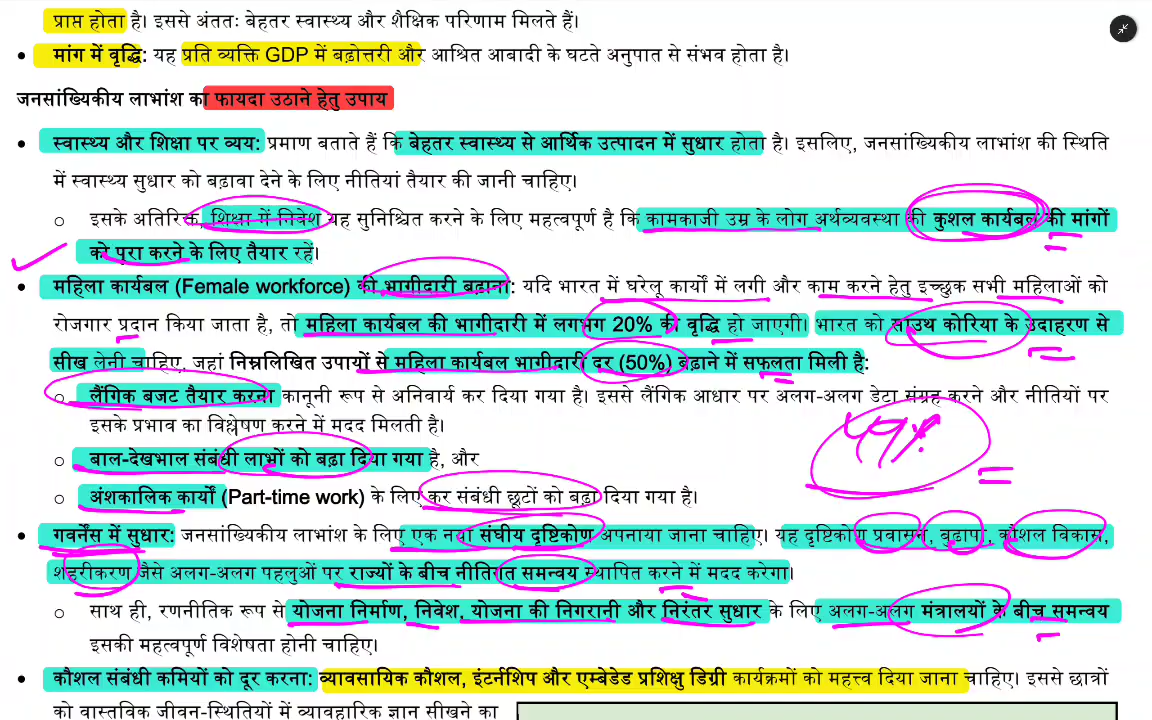 प्राप्त होता है। इससे अंततः बेहतर स्वास्थ्य और शैक्षिक परिणाम मिलते हैं।
• मांग में वृद्धि: यह प्रति व्यक्ति GDP में बढ़ोत्तरी और आश्रित आबादी के घटते अनुपात से संभव होता है।
जनसांख्यिकीय लाभांश का फायदा उठाने हेतु उपाय
• स्वास्थ्य और शिक्षा पर व्यय: प्रमाण बताते हैं कि बेहतर स्वास्थ्य से आर्थिक उत्पादन में सुधार होता है। इसलिए, जनसांख्यिकीय लाभांश की स्थिति
में स्वास्थ्य सुधार को बढ़ावा देने के लिए नीतियां तैयार की जानी चाहिए।
o इसके अतिरिक्त, शिक्षा में निवेश यह सुनिश्चित करने के लिए महत्वपूर्ण है कि कामकाजी उम्र के लोग अर्थव्यवस्था की कुशल कार्यबल की मांगों
को पूरा करने के लिए तैयार रहें।
• महिला कार्यबल (Female workforce) की भागीदारी बढ़ाना: यदि भारत में घरेलू कार्यों में लगी और काम करने हेतु इच्छुक सभी महिलाओं को
रोजगार प्रदान किया जाता है, तो महिला कार्यबल की भागीदारी में लगभग 20% की वृद्धि हो जाएगी। भारत को साउथ कोरिया के उदाहरण से
सीख लेनी चाहिए, जहां निम्नलिखित उपायों से महिला कार्यबल भागीदारी दर (50%) बढ़ाने में सफलता मिली है:
o लैंगिक बजट तैयार करना कानूनी रूप से अनिवार्य कर दिया गया है। इससे लैंगिक आधार पर अलग-अलग डेटा संग्रह करने और नीतियों पर
इसके प्रभाव का विश्लेषण करने में मदद मिलती है।
o बाल-देखभाल संबंधी लाभों को बढ़ा दिया गया है, और
o अंशकालिक कार्यों (Part-time work) के लिए कर संबंधी छूटों को बढ़ा दिया गया है।
• गवर्नेंस में सुधार: जनसांख्यिकीय लाभांश के लिए एक नया संघीय दृष्टिकोण अपनाया जाना चाहिए। यह दृष्टिकोण प्रवासन, बुढ़ापा, कौशल विकास,
शहरीकरण जैसे अलग-अलग पहलुओं पर राज्यों के बीच नीतिगत समन्वय स्थापित करने में मदद करेगा।
o साथ ही, रणनीतिक रूप से योजना निर्माण, निवेश, योजना की निगरानी और निरंतर सुधार के लिए अलग-अलग मंत्रालयों के बीच समन्वय
इसकी महत्वपूर्ण विशेषता होनी चाहिए।
• कौशल संबंधी कमियों को दूर करना: व्यावसायिक कौशल, इंटर्नशिप और एम्बेडेड प्रशिक्षु डिग्री कार्यक्रमों को महत्त्व दिया जाना चाहिए। इससे छात्रों
को वास्तविक जीवन-स्थितियों में व्यावहारिक ज्ञान सीखने का